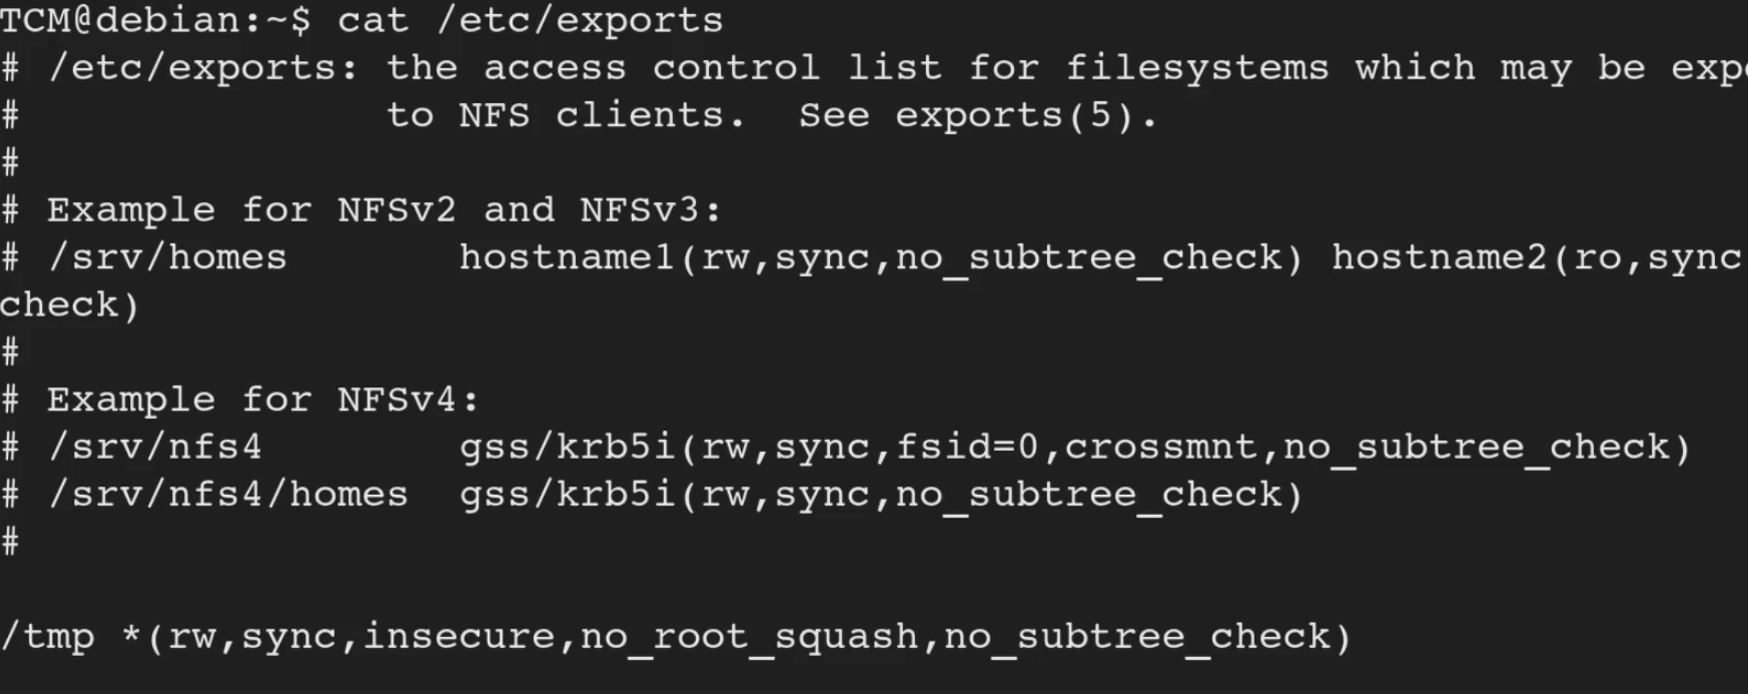 TCM@debian:~$ cat /etc/exports
# /etc/exports: the access control list for filesystems which may be
#               to NFS clients.  See exports(5).
#
# Example for NFSv2 and NFSv3:
# /srv/homes       hostname1(rw,sync,no_subtree_check) hostname2(ro,sync
check)
#
# Example for NFSv4:
# /srv/nfs4        gss/krb5i(rw,sync,fsid=0,crossmnt,no_subtree_check)
# /srv/nfs4/homes  gss/krb5i(rw,sync,no_subtree_check)
#
/tmp *(rw,sync,insecure,no_root_squash,no_subtree_check)